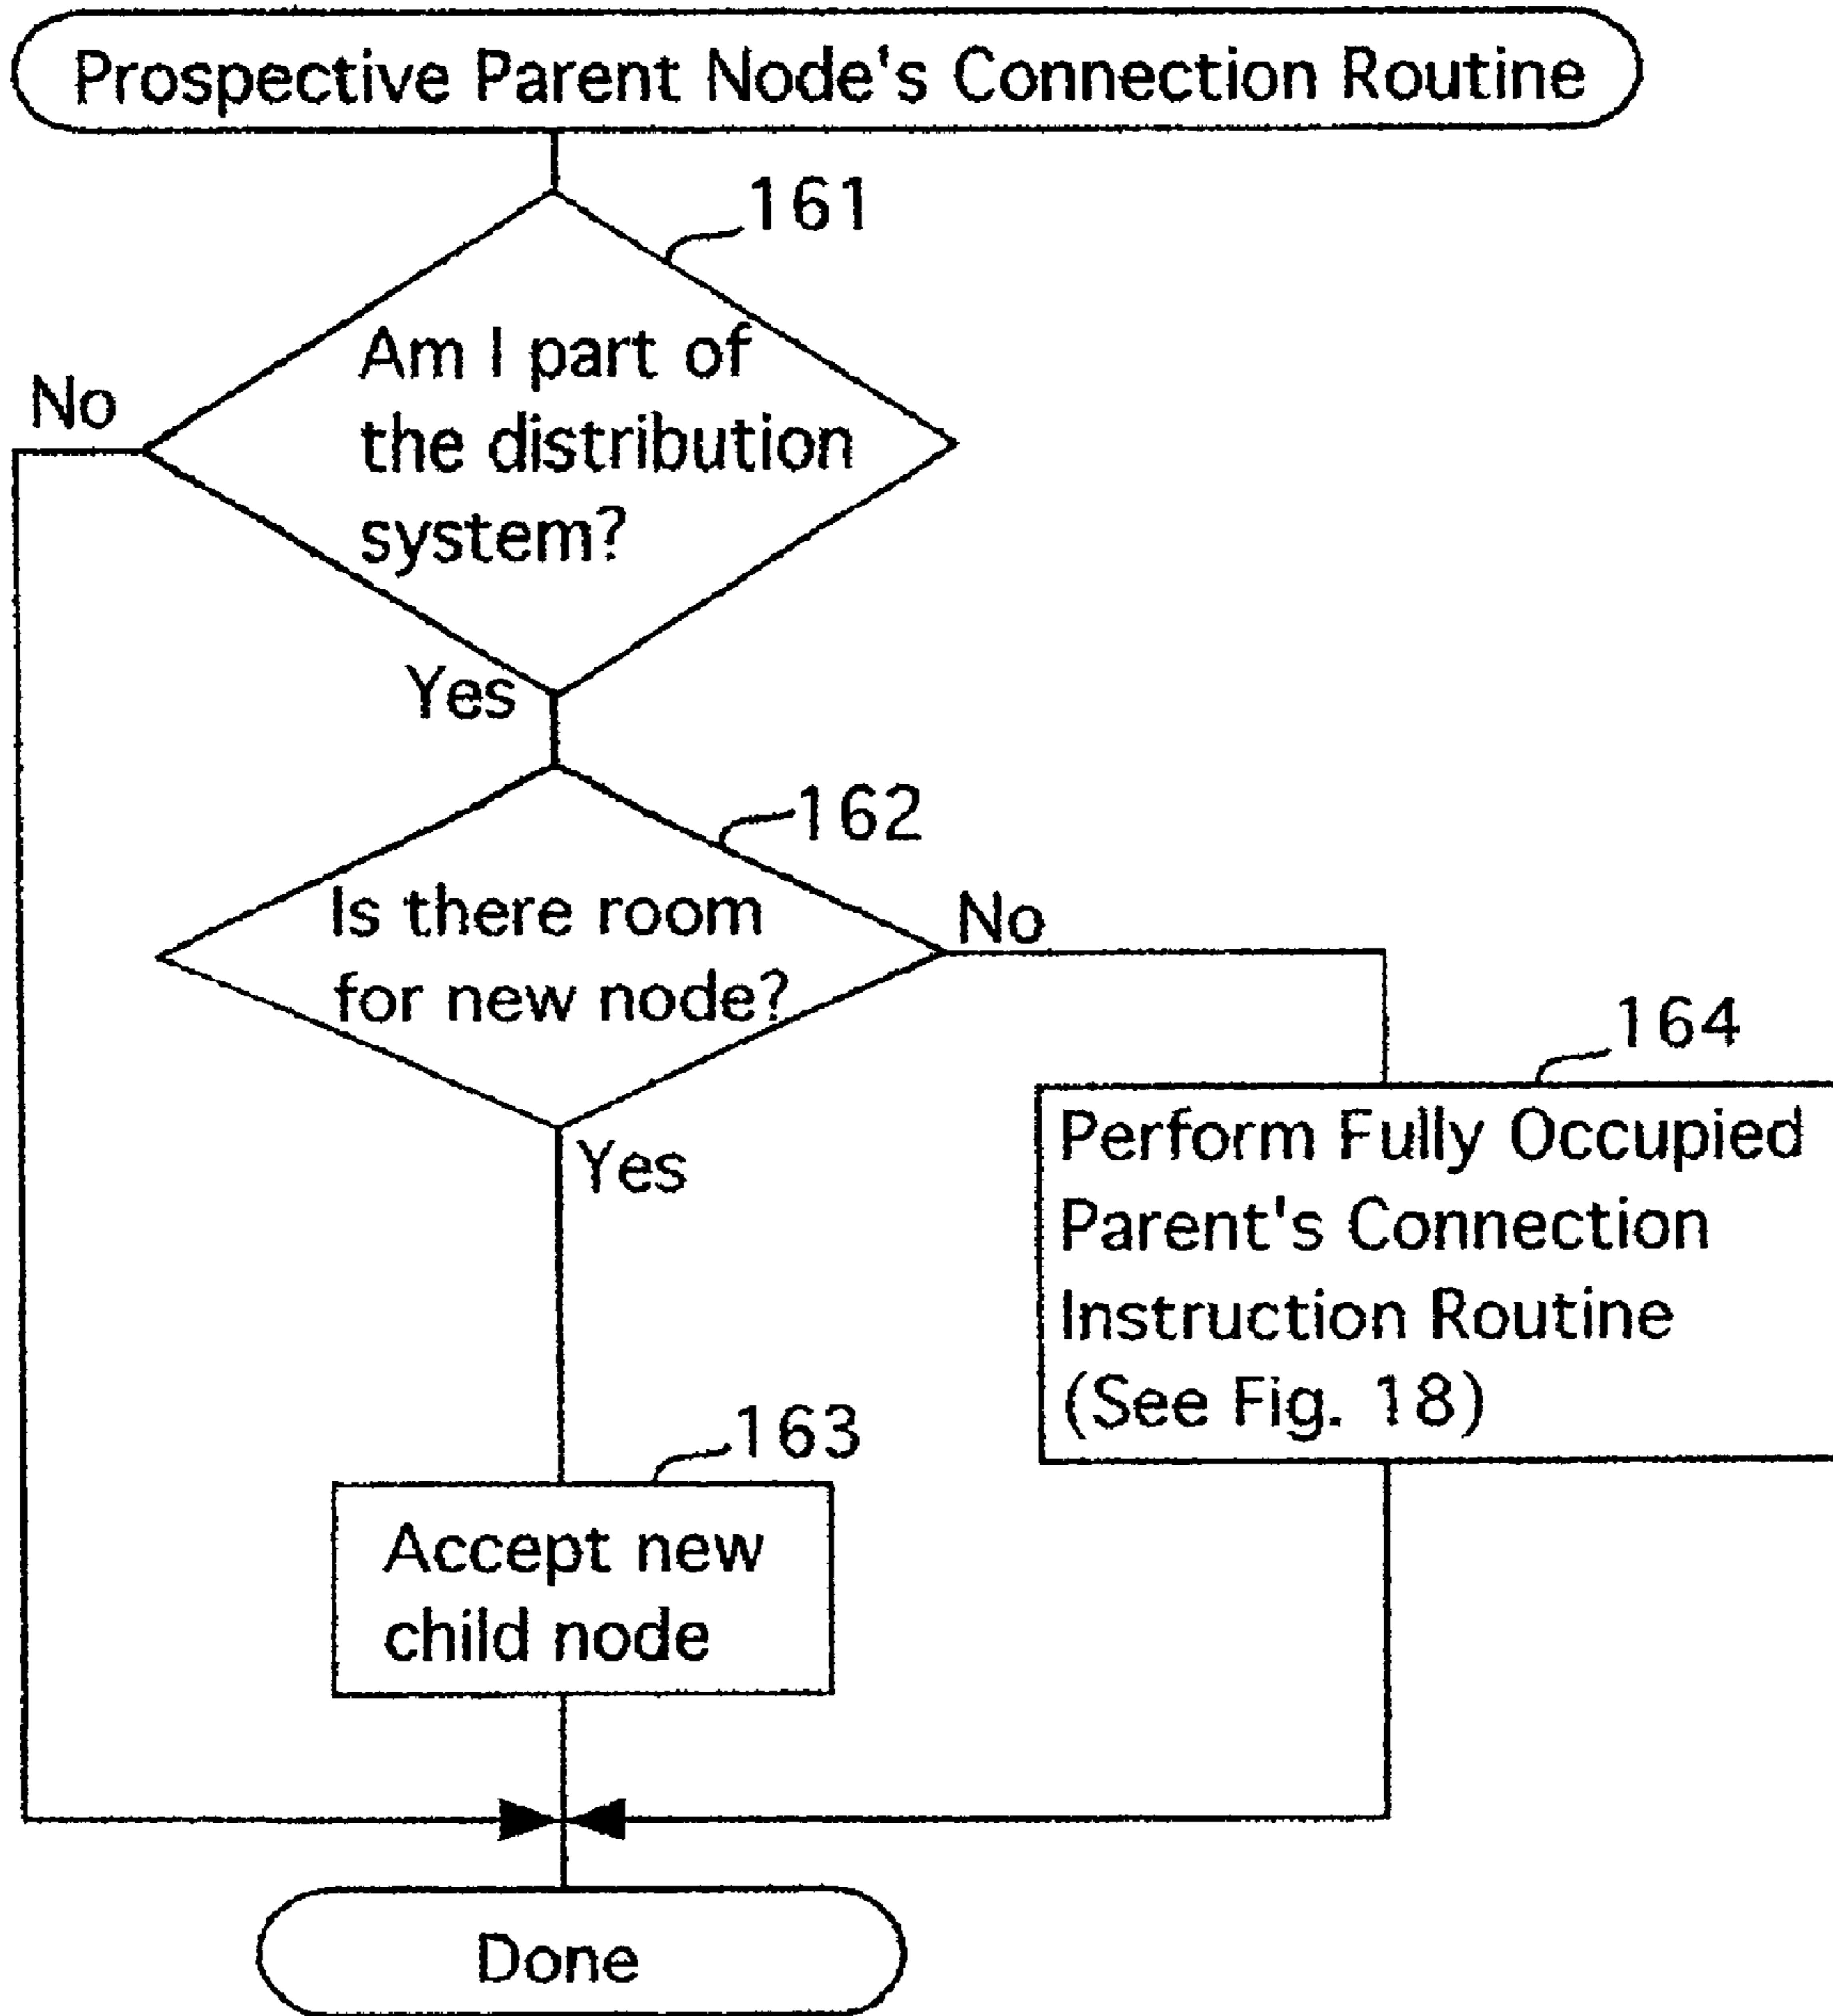 Prospective Parent Node's Connection Routine
161
Am I part of
the distribution
system?
No
Yes
162
Is there room
for new node?
No
Yes
164
Perform Fully Occupied
Parent's Connection
Instruction Routine
(See Fig. 18)
163
Accept new
child node
Done